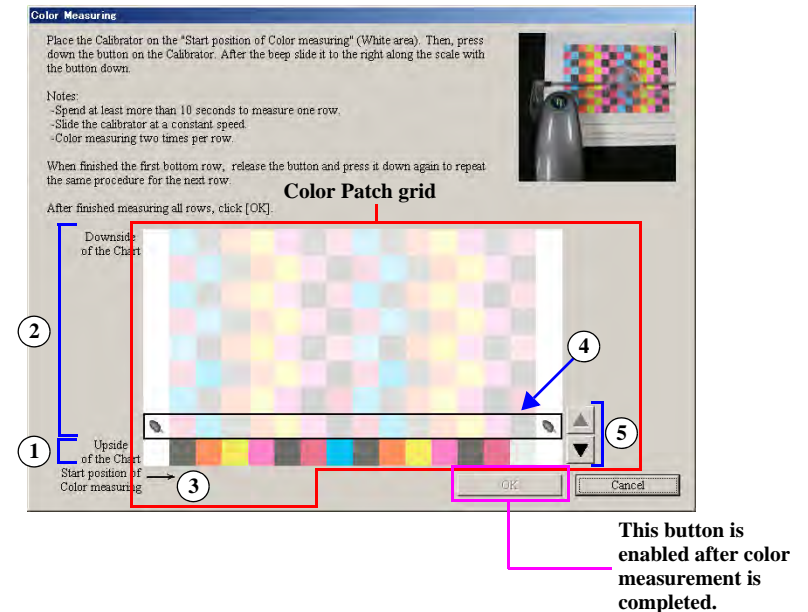 Color Measuring
Place the Calibrator on the "Start position of Color measuring" (White area). Then, press
down the button on the Calibrator. After the beep slide it to the right along the scale with
the button down.
Notes:
-Spend at least more than 10 seconds to measure one row.
-Slide the calibrator at a constant speed.
-Color measuring two times per row.
When finished the first bottom row, release the button and press it down again to repeat
the same procedure for the next row.
After finished measuring all rows, click [OK].
Color Patch grid
Downside
of the Chart
2
4
1
Upside
of the Chart
5
Start position of
Color measuring
3
OK
Cancel
This button is
enabled after color
measurement is
completed.